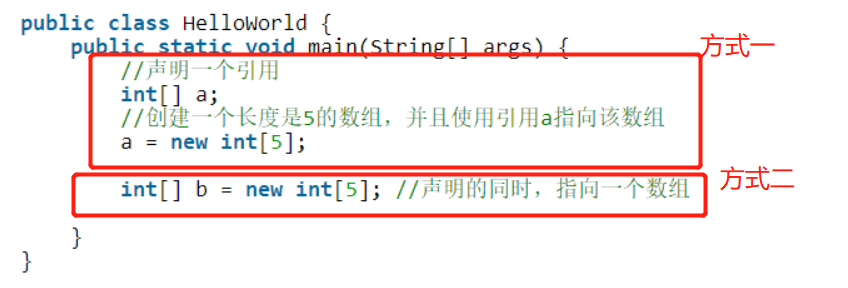 public class HelloWorld {
public static void main(String[] args) {
方式一
//声明一个引用
int[] a;
//创建一个长度是5的数组，并且使用引用a指向该数组
a = new int[5];
方式二
int[] b = new int[5]; //声明的同时，指向一个数组
}
}